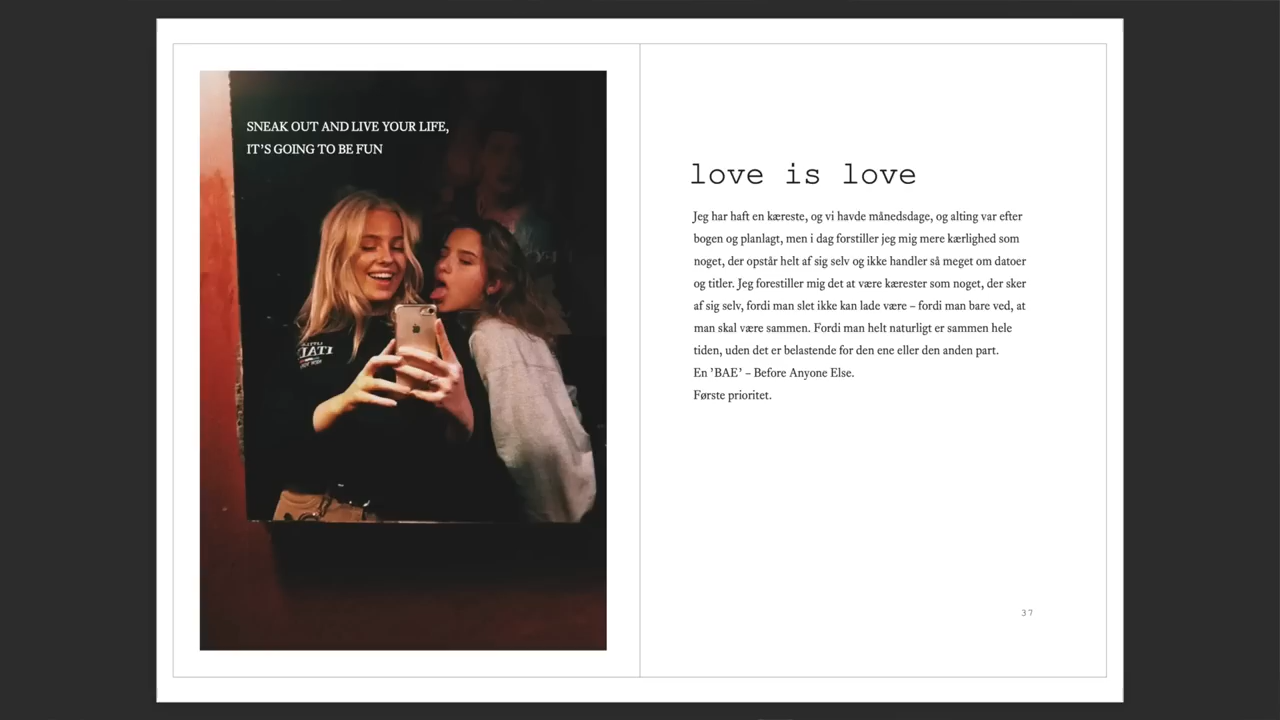 SNEAK OUT AND LIVE YOUR LIFE,
IT'S GOING TO BE FUN
love is love
Jeg har haft en kæreste, og vi havde månedsdage, og alting var efter
bogen og planlagt, men i dag forstiller jeg mig mere kærlighed som
noget, der opstår helt af sig selv og ikke handler så meget om datoer
og titler. Jeg forestiller mig det at være kærester som noget, der sker
af sig selv, fordi man slet ikke kan lade være – fordi man bare ved, at
man skal være sammen. Fordi man helt naturligt er sammen hele
tiden, uden det er belastende for den ene eller den anden part.
En ’BAE’ – Before Anyone Else.
Første prioritet.
37